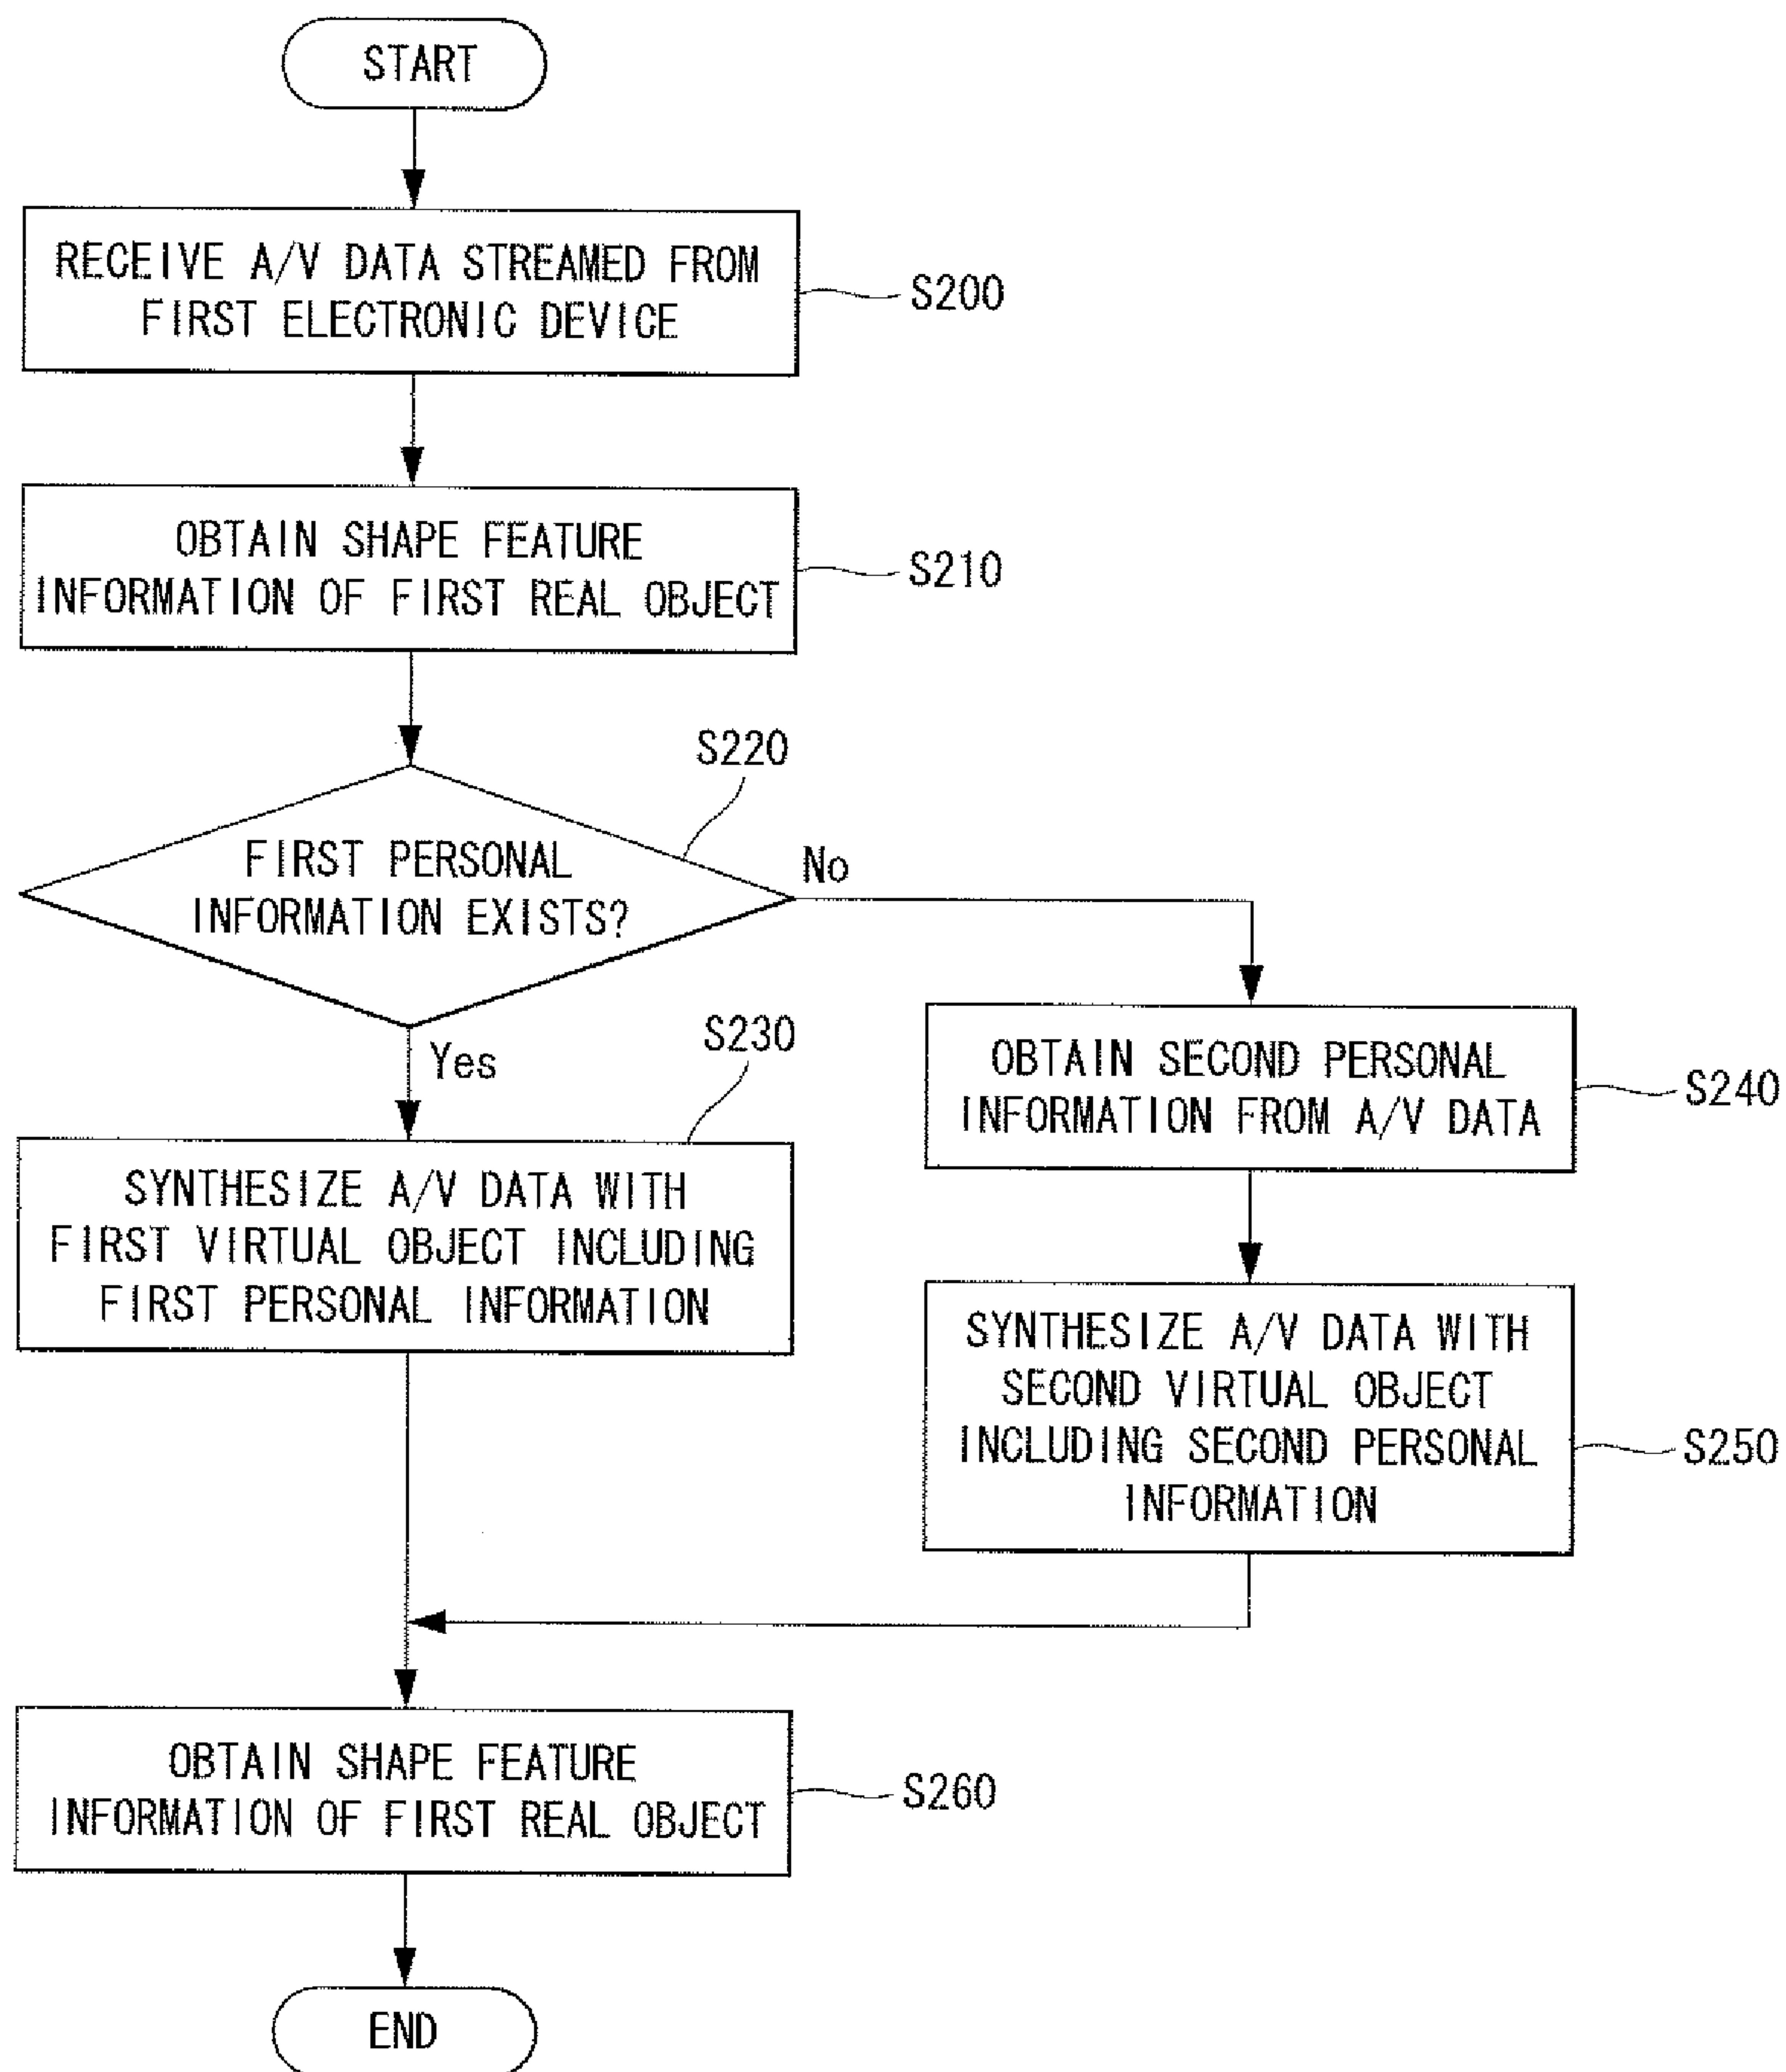 START
RECEIVE A/V DATA STREAMED FROM
FIRST ELECTRONIC DEVICE
S200
OBTAIN SHAPE FEATURE
INFORMATION OF FIRST REAL OBJECT
S210
S220
FIRST PERSONAL
INFORMATION EXISTS?
No
Yes
S230
SYNTHESIZE A/V DATA WITH
FIRST VIRTUAL OBJECT INCLUDING
FIRST PERSONAL INFORMATION
OBTAIN SECOND PERSONAL
INFORMATION FROM A/V DATA
S240
SYNTHESIZE A/V DATA WITH
SECOND VIRTUAL OBJECT
INCLUDING SECOND PERSONAL
INFORMATION
S250
OBTAIN SHAPE FEATURE
INFORMATION OF FIRST REAL OBJECT
S260
END